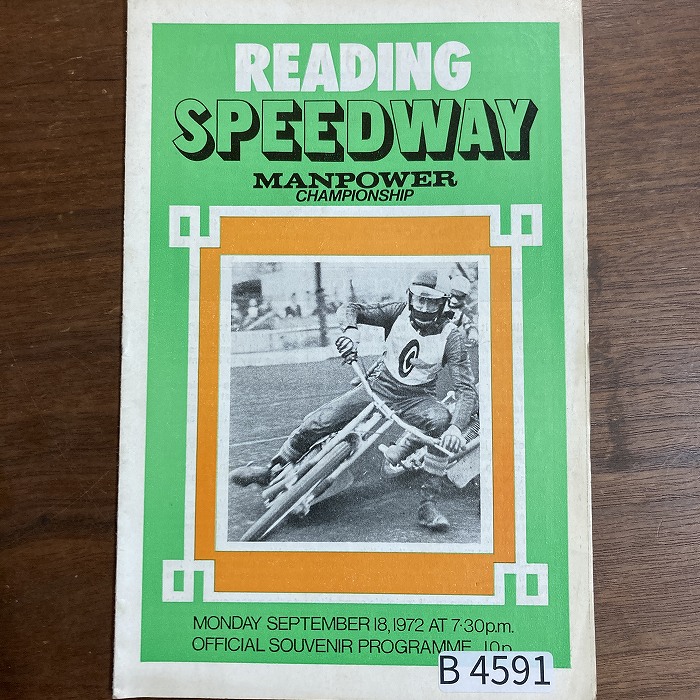 READING
SPEEDWAY
MANPOWER
CHAMPIONSHIP
MONDAY SEPTEMBER 18, 1972 AT 7·30p.m.
OFFICIAL SOUVENIR PROGRAMME 10p
B 4591